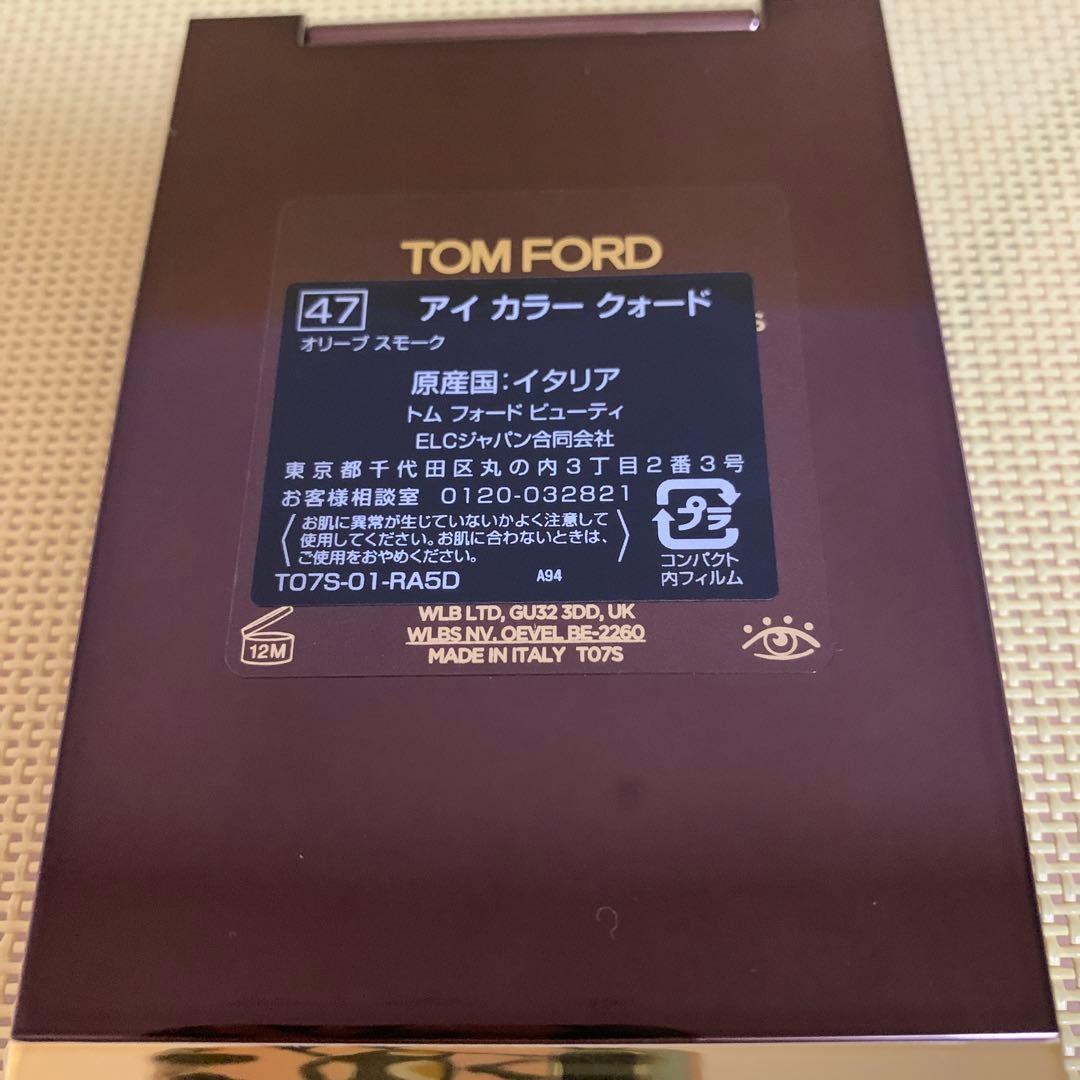 TOM FORD
47 アイ カラー クォード
オリーブ スモーク
原産国:イタリア
トム フォード ビューティ
ELCジャパン合同会社
東京都千代田区丸の内3丁目2番3号
お客様相談室 0120-032821
お肌に異常が生じていないかよく注意して
使用してください。お肌に合わないときは、
ご使用をおやめください。
プラ
コンパクト
内フィルム
T07S-01-RA5D A94
WLB LTD, GU32 3DD, UK
WLBS NV. OEVEL BE-2260
MADE IN ITALY T07S
12M